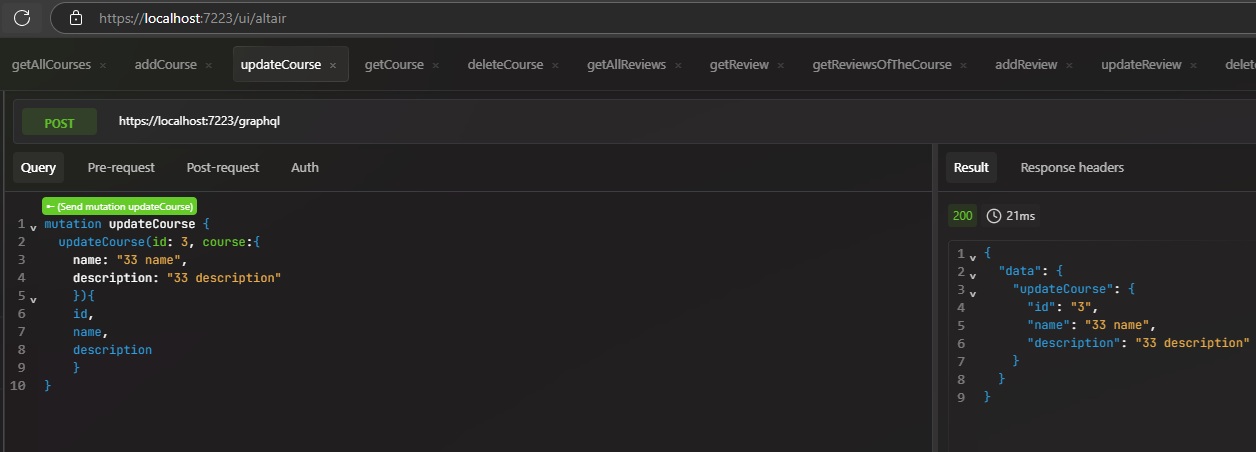 https://localhost:7223/ui/altair
getAllCourses × addCourse × updateCourse × getCourse × deleteCourse × getAllReviews × getReview × getReviewsOfTheCourse × addReview × updateReview × delet
POST https://localhost:7223/graphql
Query Pre-request Post-request Auth
← (Send mutation updateCourse)
1 mutation updateCourse {
2 updateCourse(id: 3, course:{
3 name: "33 name",
4 description: "33 description"
5 }){
6 id,
7 name,
8 description
9 }
10 }
Result Response headers
200 21ms
1 {
2 "data": {
3 "updateCourse": {
4 "id": "3",
5 "name": "33 name",
6 "description": "33 description"
7 }
8 }
9 }